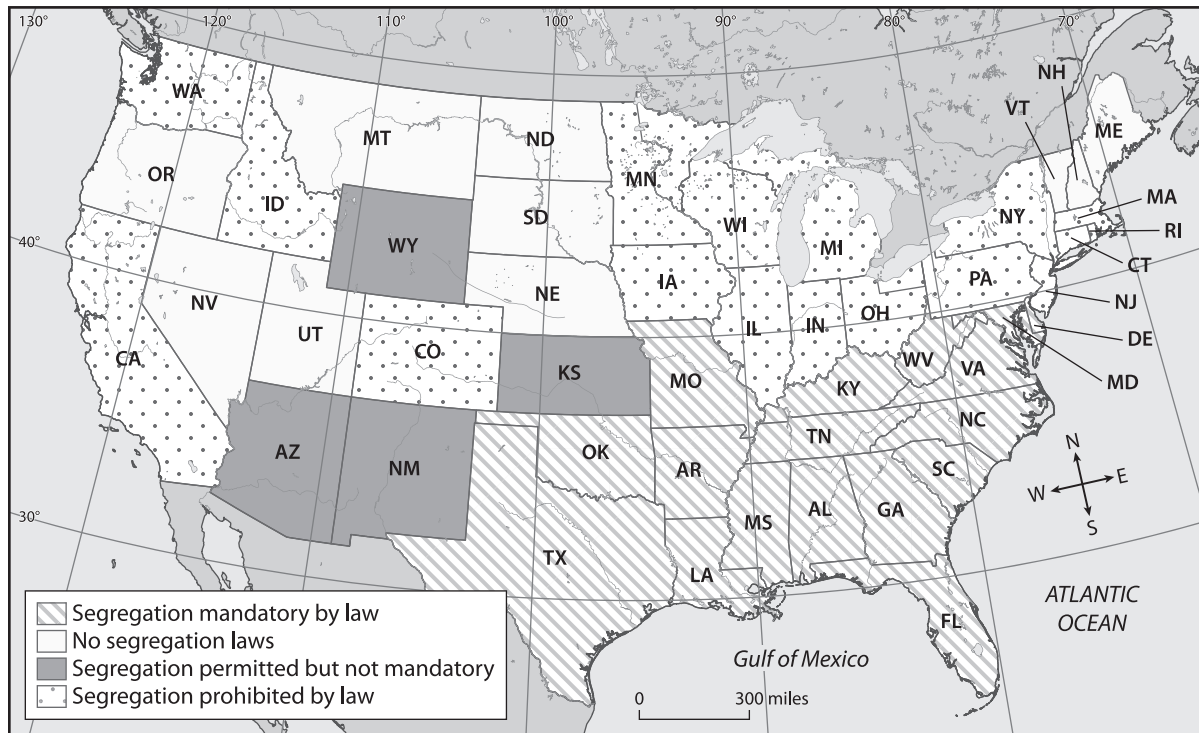 130°
120°
110°
100°
90°
80°
70°
WA
MT
ND
MN
NH
VT
ME
OR
ID
SD
WI
MI
NY
MA
RI
CT
40°
WY
NE
IA
PA
NJ
NV
UT
CO
IL
IN
OH
DE
MD
CA
KS
MO
KY
WV
VA
AZ
NM
OK
AR
TN
NC
SC
30°
TX
LA
MS
AL
GA
FL
N
W
E
S
ATLANTIC
OCEAN
Gulf of Mexico
0 300 miles
Segregation mandatory by law
No segregation laws
Segregation permitted but not mandatory
Segregation prohibited by law